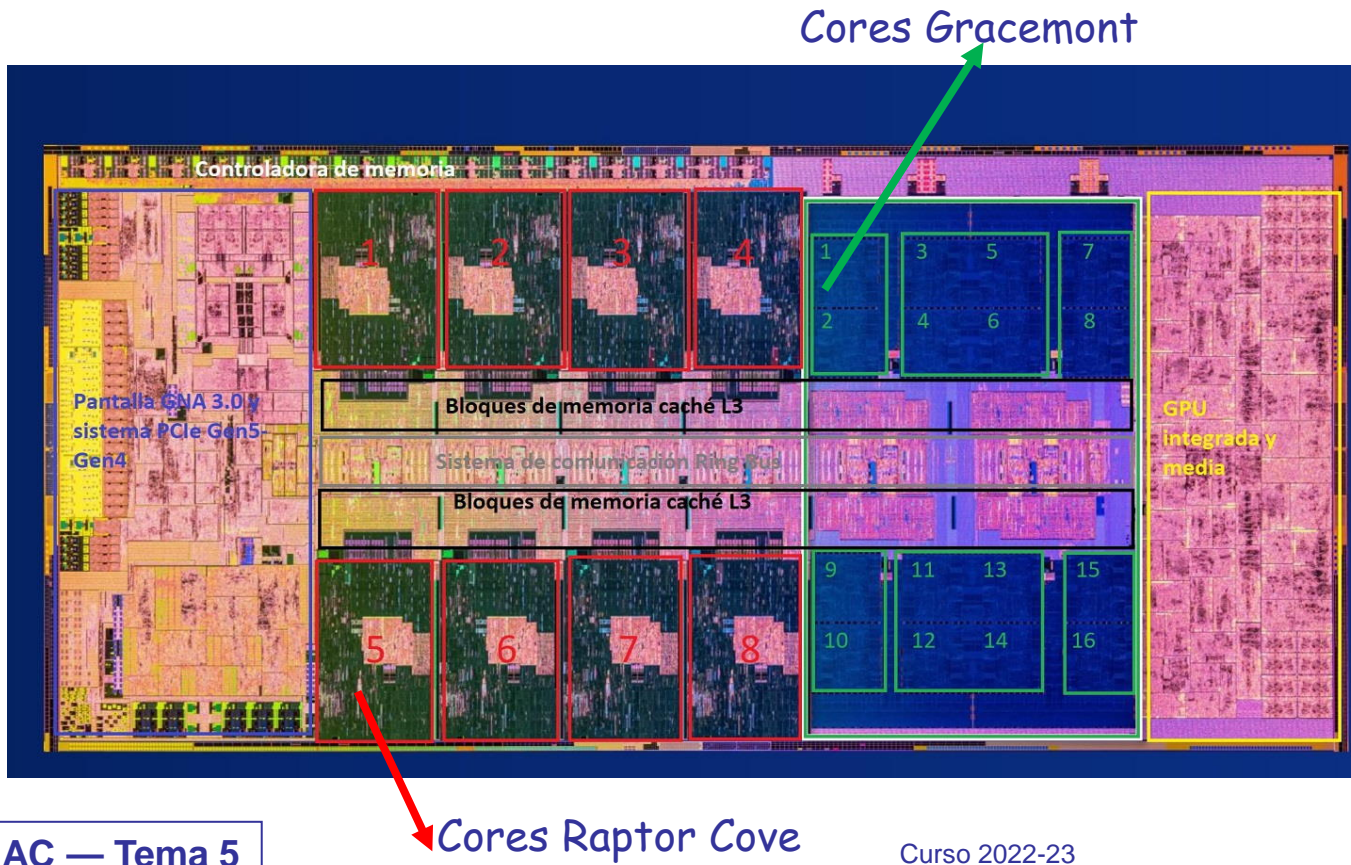 Cores Gracemont
Controladora de memoria
1 2 3 4
1 3 5 7
2 4 6 8
Bloques de memoria caché L3
Pantalla GNA 3.0 y
sistema PCIe Gen5-
Gen4
Sistema de comunicación Ring Bus
GPU
integrada y
media
Bloques de memoria caché L3
9 11 13 15
10 12 14 16
5 6 7 8
Cores Raptor Cove
AC — Tema 5
Curso 2022-23